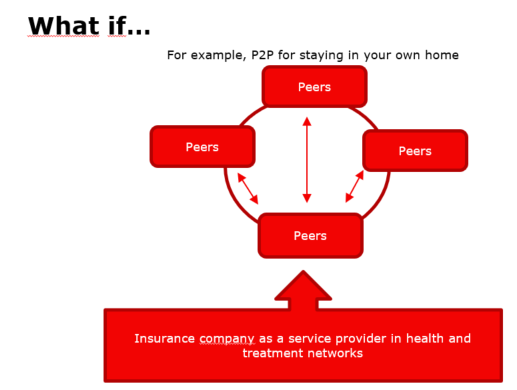 What if...
For example, P2P for staying in your own home
Peers
Peers
Peers
Peers
Insurance company as a service provider in health and
treatment networks